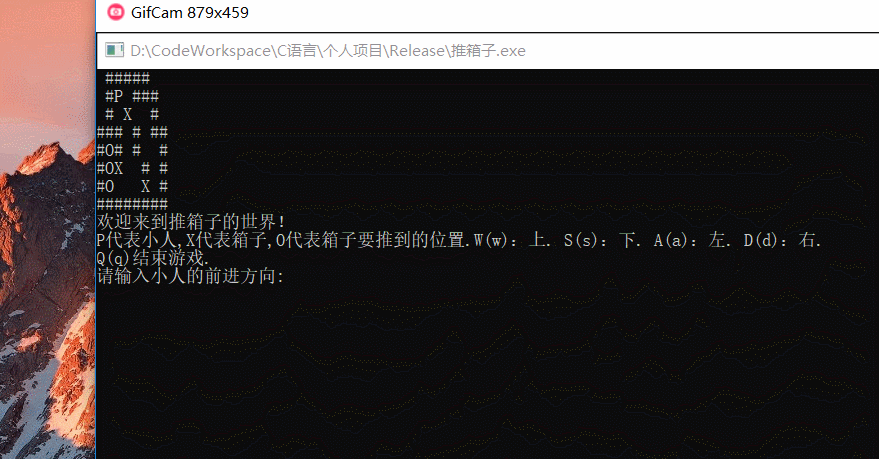 GifCam 879x459
D:\CodeWorkspace\C语言\个人项目\Release\推箱子.exe
 #####
 #P ###
 # X  #
### # ##
#O# #  #
#OX  # #
#O   X #
########
欢迎来到推箱子的世界!
P代表小人,X代表箱子,O代表箱子要推到的位置.W(w): 上. S(s): 下. A(a): 左. D(d): 右.
Q(q)结束游戏.
请输入小人的前进方向: